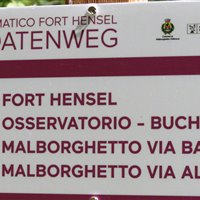 MATICO FORT HENSEL
DATENWEG
FORT HENSEL
OSSERVATORIO – BUCH
MALBORGHETTO VIA BA
MALBORGHETTO VIA AL